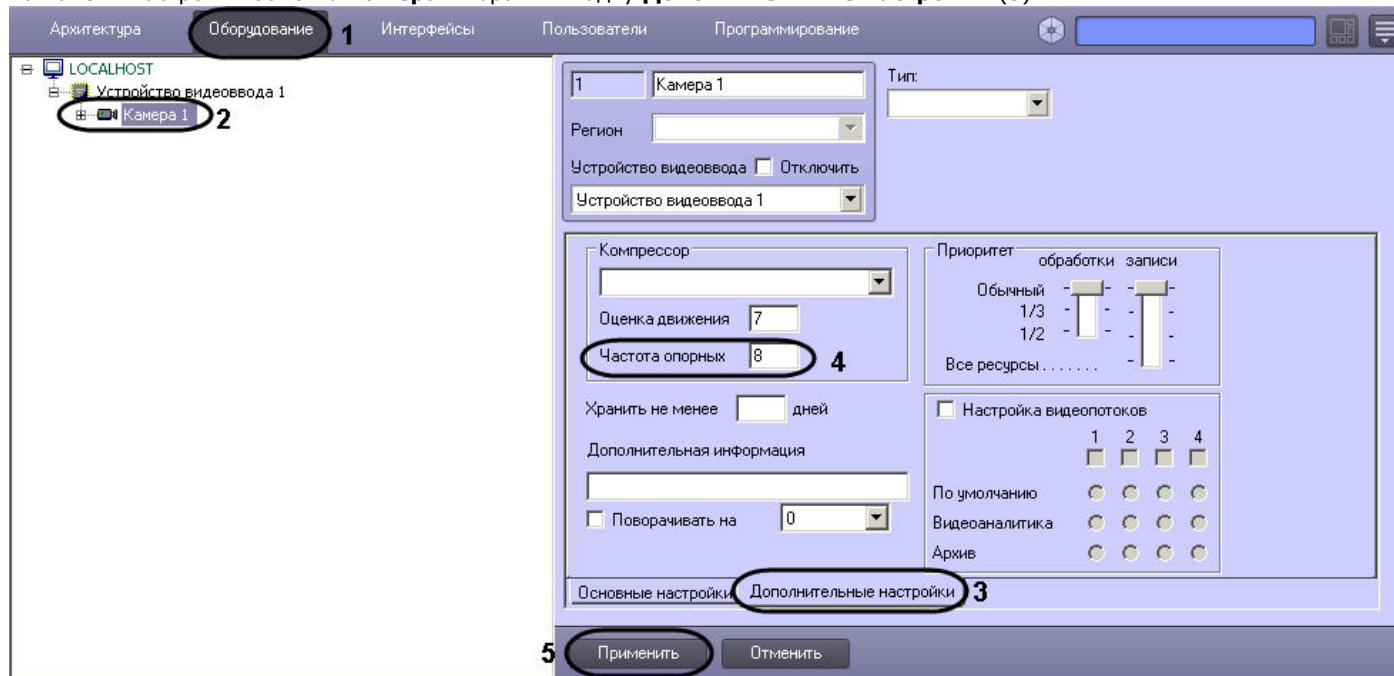 Архитектура Оборудование 1 Интерфейсы Пользователи Программирование
LOCALHOST
Устройство видеоввода 1
Камера 1 2
1 Камера 1
Тип:
Регион
Устройство видеоввода Отключить
Устройство видеоввода 1
Компрессор
Оценка движения 7
Частота опорных 8 4
Хранить не менее дней
Дополнительная информация
Поворачивать на 0
Приоритет обработки записи
Обычный
1/3
1/2
Все ресурсы.......
Настройка видеопотоков
1 2 3 4
По умолчанию
Видеоаналитика
Архив
Основные настройки Дополнительные настройки 3
5 Применить Отменить